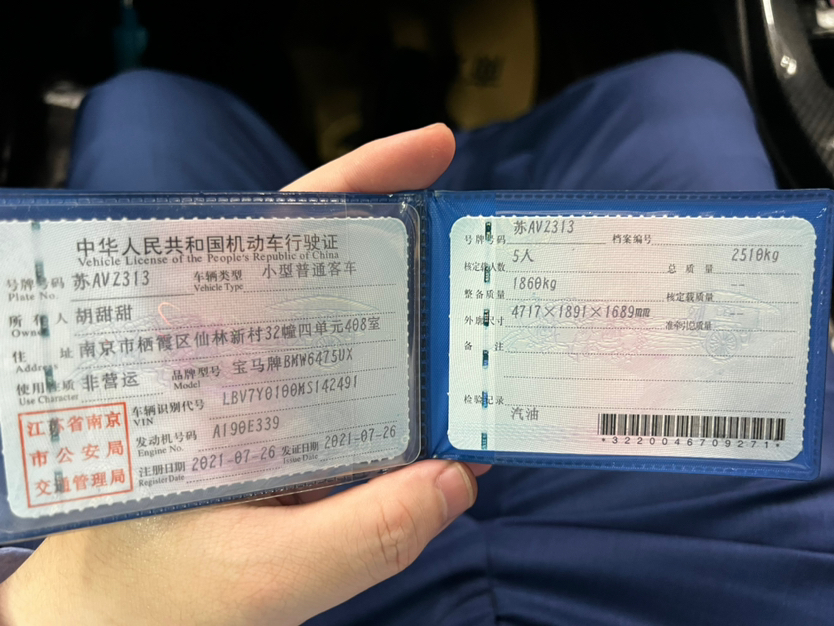 中华人民共和国机动车行驶证
Vehicle License of the People's Republic of China
号牌号码 苏AVZ313 车辆类型 小型普通客车
Plate No. Vehicle Type
所有人 胡甜甜
Owner
住址 南京市栖霞区仙林新村32幢四单元408室
Address
使用性质 非营运 品牌型号 宝马牌BMW6475UX
Use Character Model
车辆识别代号 LBV7Y0100MS142491
VIN
发动机号码 A190E339
Engine No.
注册日期 2021-07-26 发证日期 2021-07-26
Register Date Issue Date
江苏省南京
市公安局
交通管理局
号牌号码 苏AVZ313 档案编号
核定载人数 5人 总质量 2510kg
整备质量 1860kg 核定载质量 --
外廓尺寸 4717×1891×1689mm 准牵引总质量 --
备注
检验记录
汽油
*3220046709271*